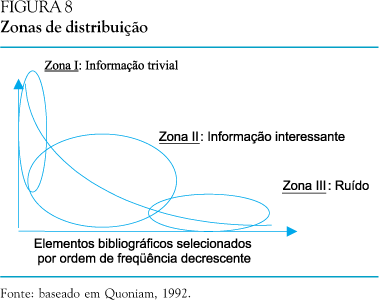 FIGURA 8
Zonas de distribuição
Zona I: Informação trivial
Zona II: Informação interessante
Zona III: Ruído
Elementos bibliográficos selecionados
por ordem de freqüência decrescente
Fonte: baseado em Quoniam, 1992.